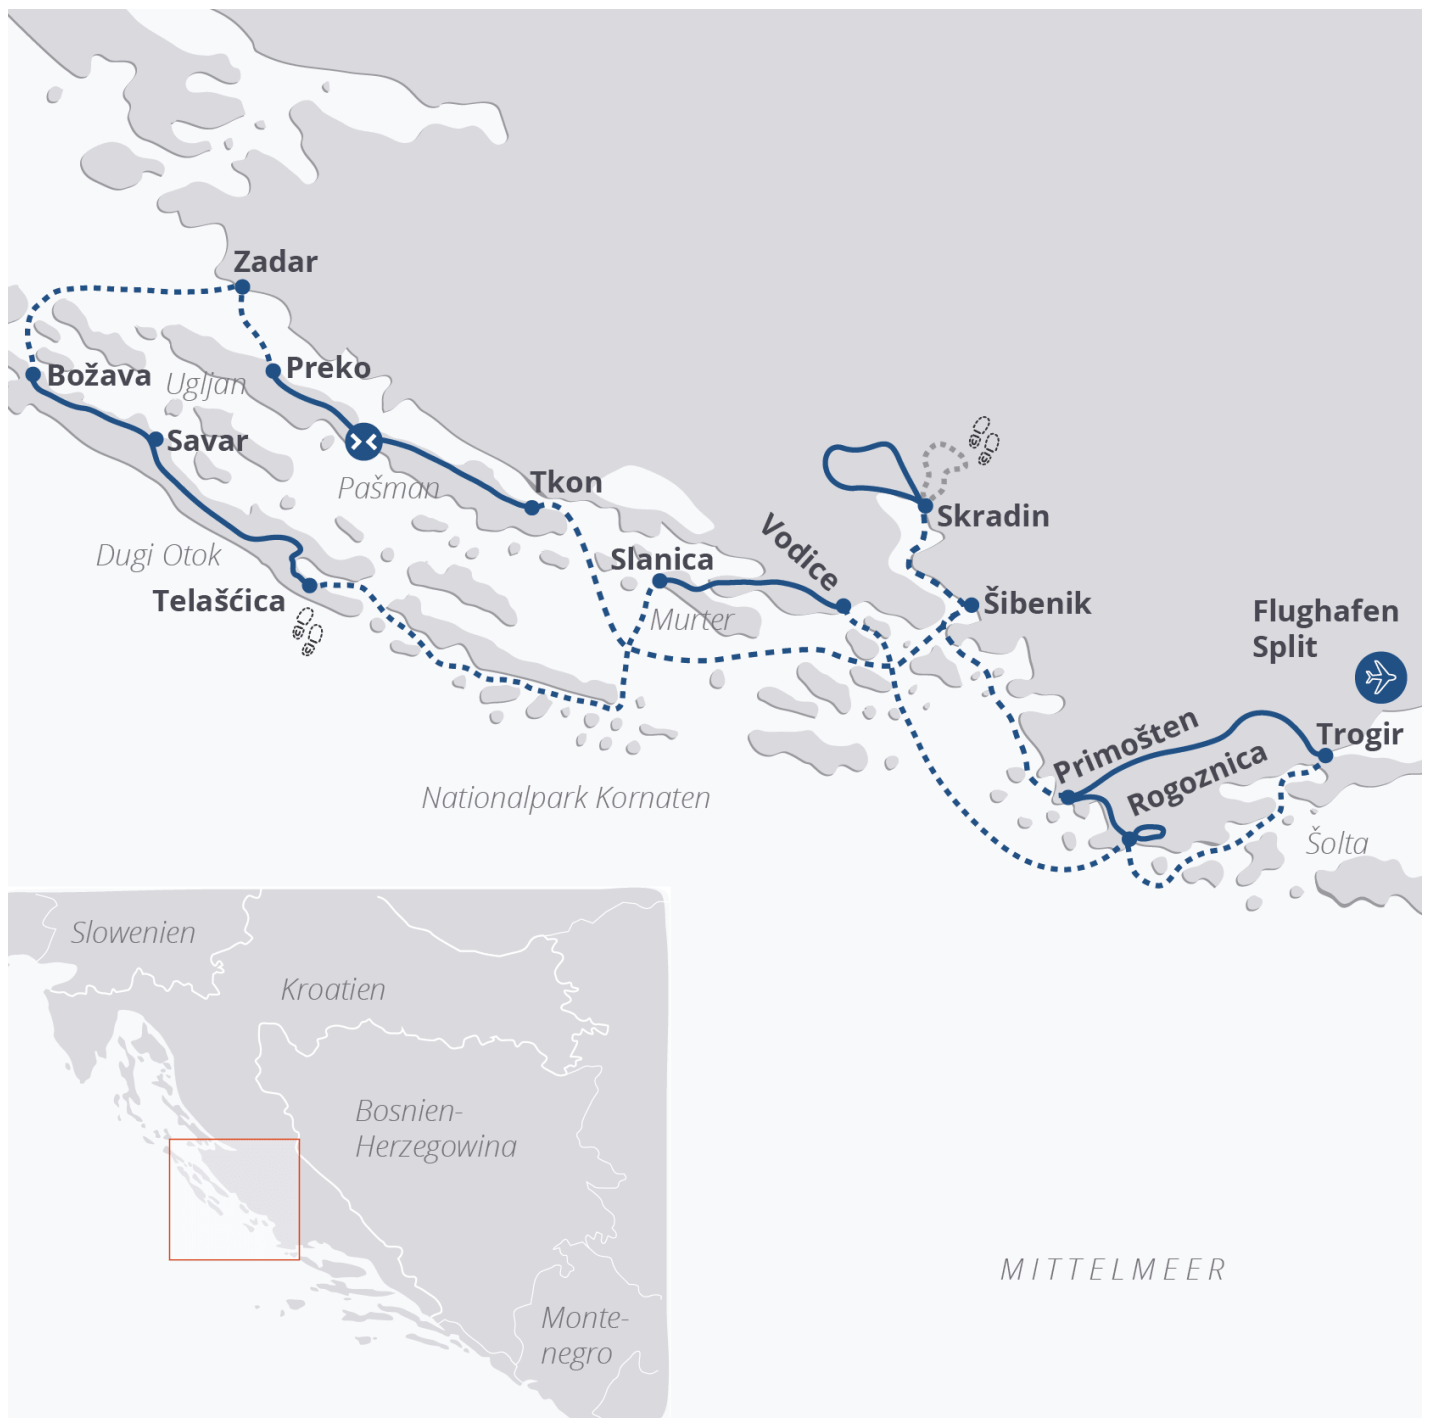 Zadar
Preko
Božava
Ugljan
Savar
Pašman
Tkon
Skradin
Dugi Otok
Slanica
Vodice
Telašćica
Murter
Šibenik
Flughafen
Split
Primošten
Trogir
Rogoznica
Nationalpark Kornaten
Šolta
Slowenien
Kroatien
Bosnien-
Herzegowina
MITTELMEER
Monte-
negro